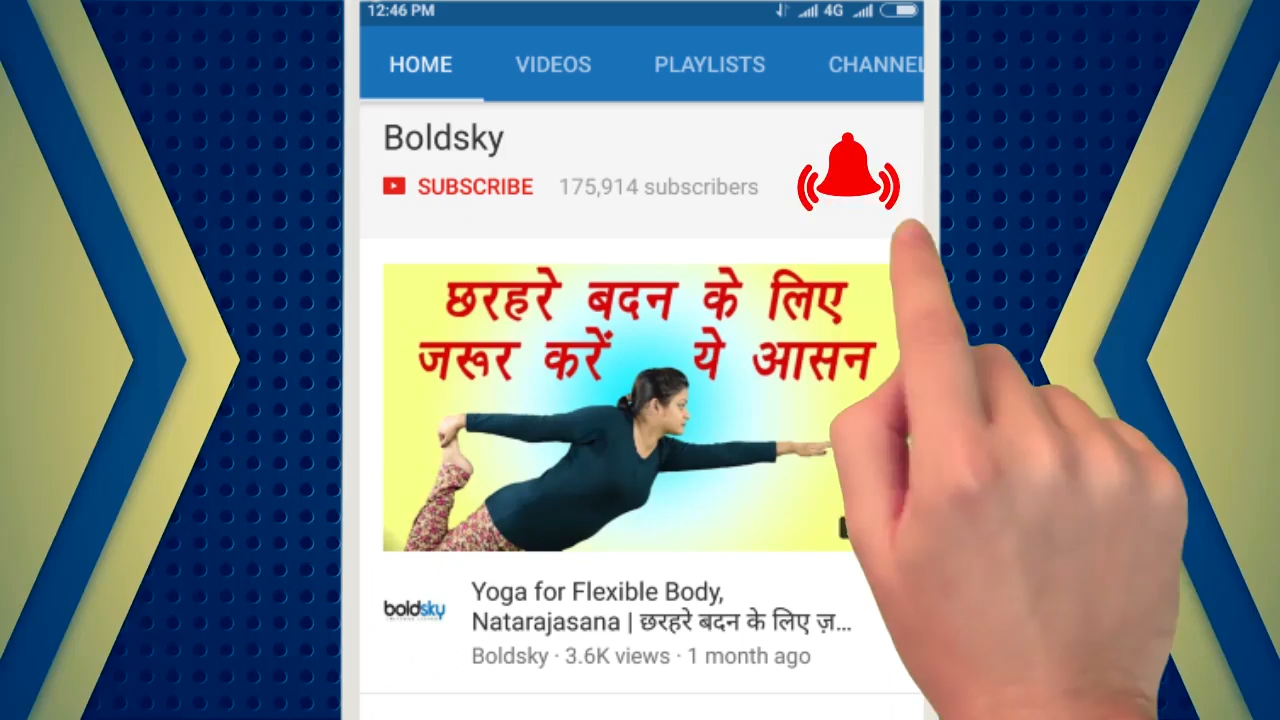 12:46 PM
4G
HOME VIDEOS PLAYLISTS CHANNEL
Boldsky
SUBSCRIBE 175,914 subscribers
छरहरे बदन के लिए
जरूर करें ये आसन
Yoga for Flexible Body,
boldsky
Natarajasana | छरहरे बदन के लिए ज़...
Boldsky · 3.6K views · 1 month ago